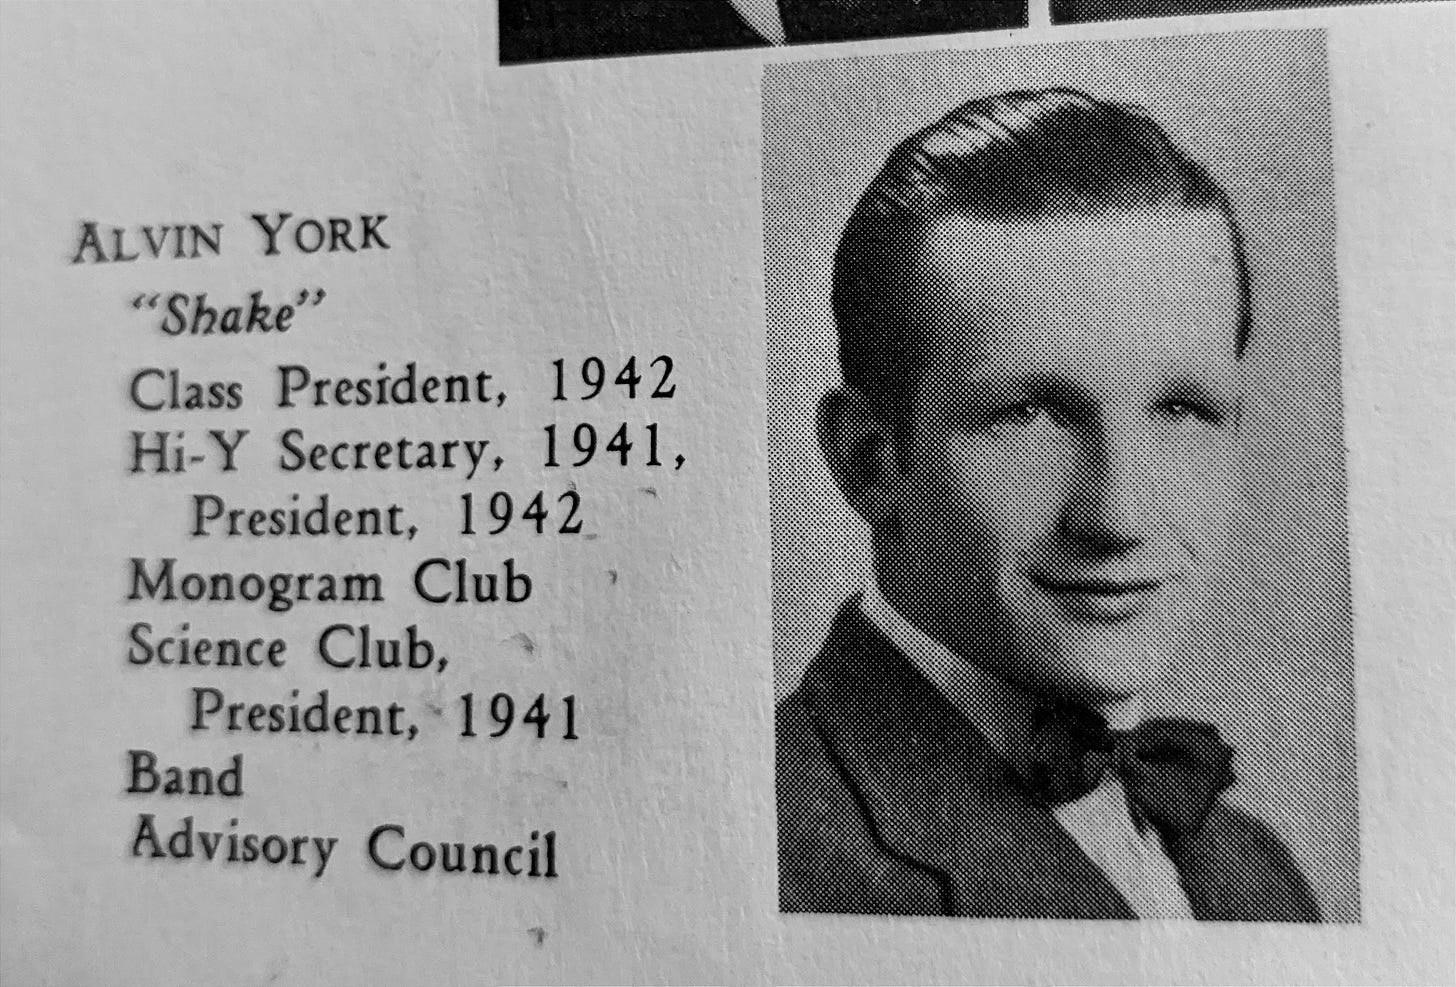 ALVIN YORK
“Shake”
Class President, 1942
Hi-Y Secretary, 1941,
President, 1942
Monogram Club
Science Club,
President, 1941
Band
Advisory Council